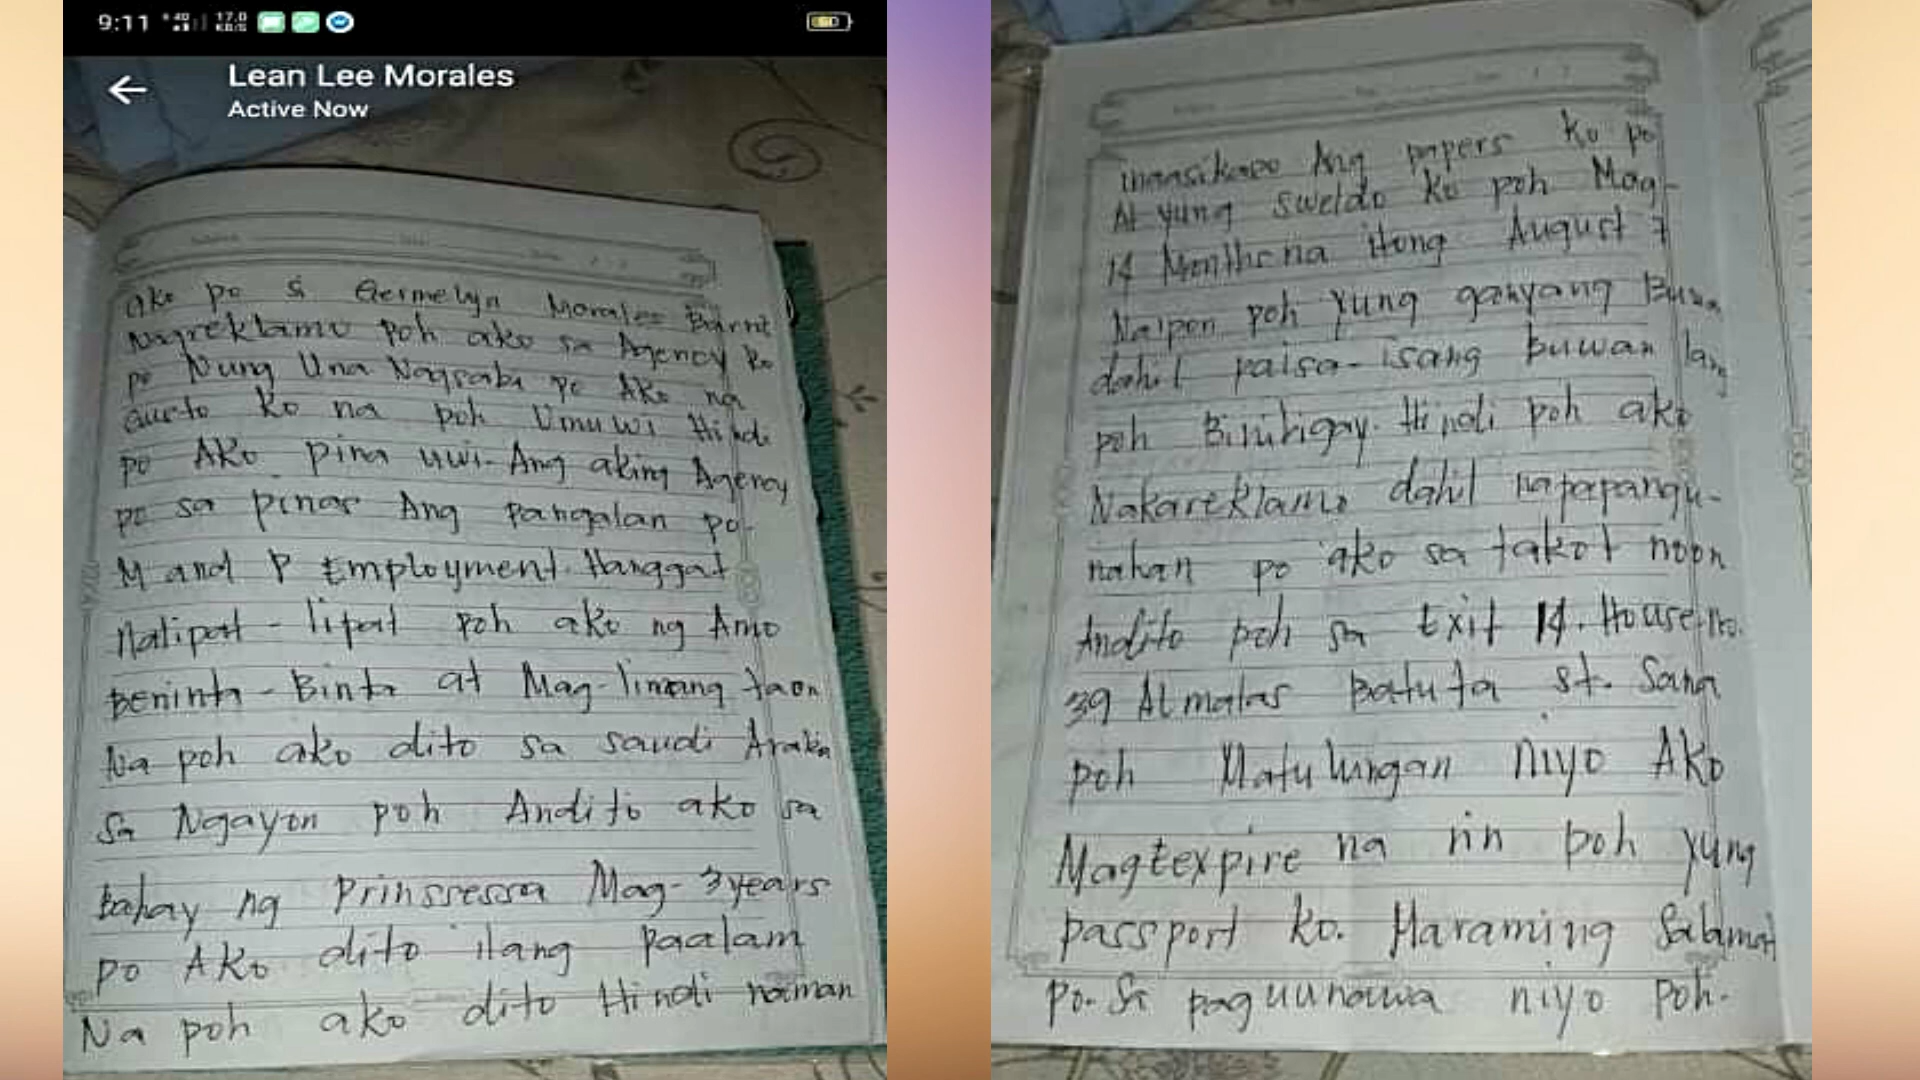 9:11
17.0
KB/S
Lean Lee Morales
Active Now
ako po si Germelyn Morales
Nagreklamo poh ako sa Agency ko
po Nung Una Nagsabi po Ako na
Gusto ko na poh Umuwi Hindi
po AKo pina uwi. Ang aking Agency
po sa pinas Ang pangalan po
M and P Employment. Hanggat
Nalipat - lipat poh ako ng Amo
Beninta - Binta at Mag-limang taon
Na poh ako dito sa saudi Arabia
Sa Ngayon poh Andito ako sa
bahay ng Prinssessa Mag-3years
po AKo dito ilang paalam
Na poh ako dito Hindi naiman
inaasikaso Ang papers ko po
At yung sweldo ko poh Mag-
14 Months na itong August 7
Naipon poh yung ganyang Buwan
dahil paisa-isang buwan lang
poh Binibigay. Hindi poh ako
Nakareklamo dahil napapangu-
nahan po ako sa takot noon
Andito poh sa Exit 14. House no.
39 Al malas Batuta st. Sana
poh Matulungan niyo AKo
Magtexpire na rin poh yung
passport ko. Maraming Salamat
po. Sa paguunawa niyo poh.